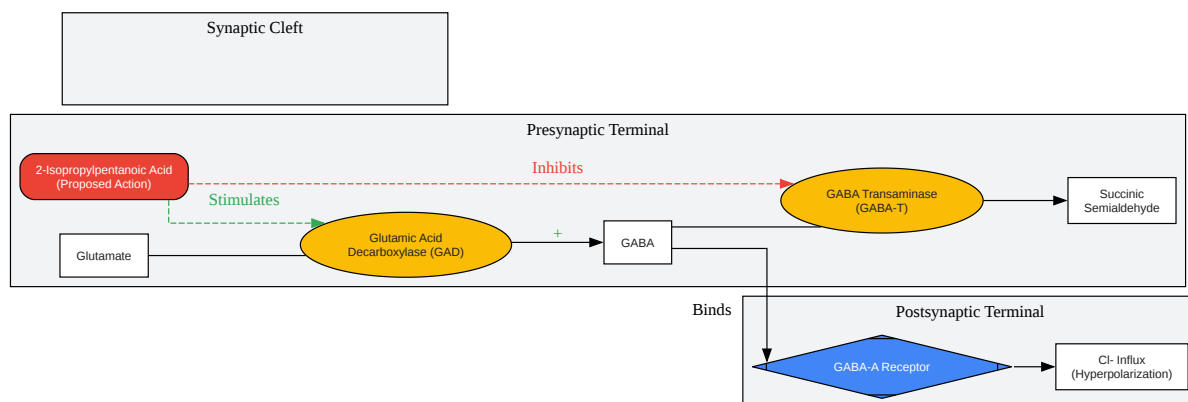 Synaptic Cleft
Presynaptic Terminal
2-Isopropylpentanoic Acid
(Proposed Action)
Inhibits
Stimulates
GABA Transaminase
(GABA-T)
Succinic
Semialdehyde
Glutamate
Glutamic Acid
Decarboxylase (GAD)
+
GABA
Binds
Postsynaptic Terminal
GABA-A Receptor
Cl- Influx
(Hyperpolarization)